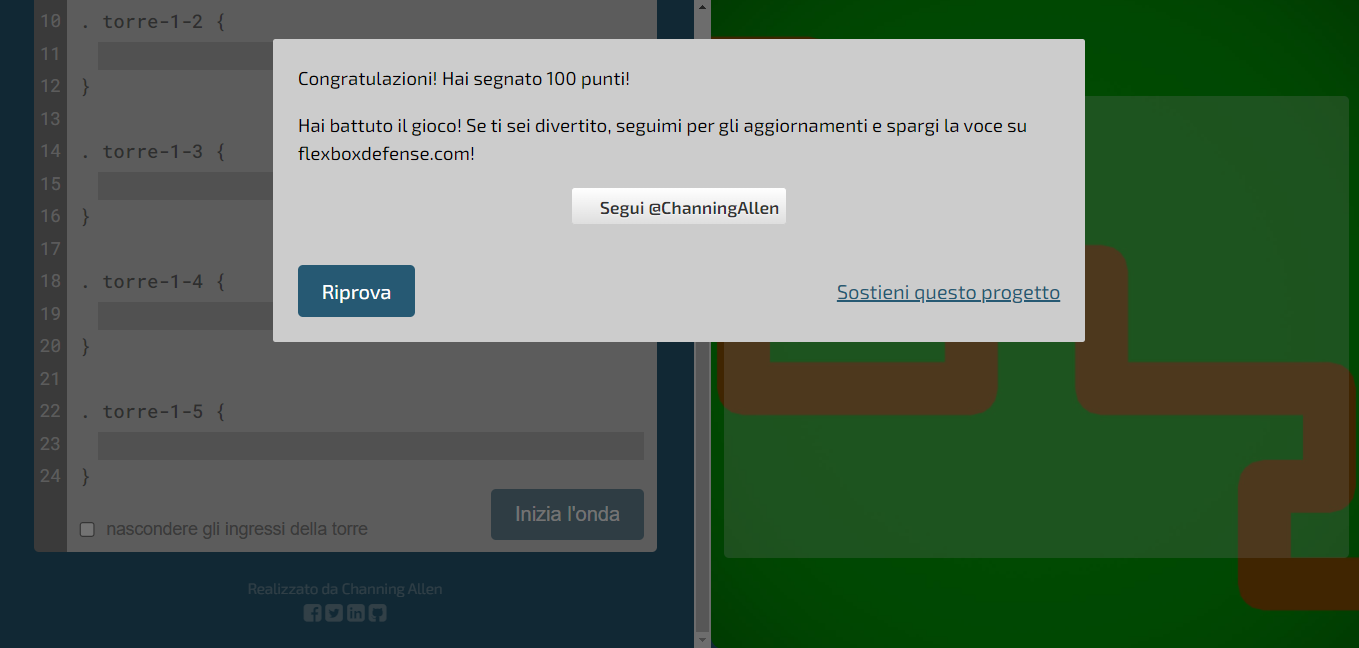 10 . torre-1-2 {
11
12 }
13
14 . torre-1-3 {
15
16 }
17
18 . torre-1-4 {
19
20 }
21
22 . torre-1-5 {
23
24 }
Congratulazioni! Hai segnato 100 punti!
Hai battuto il gioco! Se ti sei divertito, seguimi per gli aggiornamenti e spargi la voce su
flexboxdefense.com!
Segui @ChanningAllen
Riprova
Sostieni questo progetto
nascondere gli ingressi della torre
Inizia l'onda
Realizzato da Channing Allen